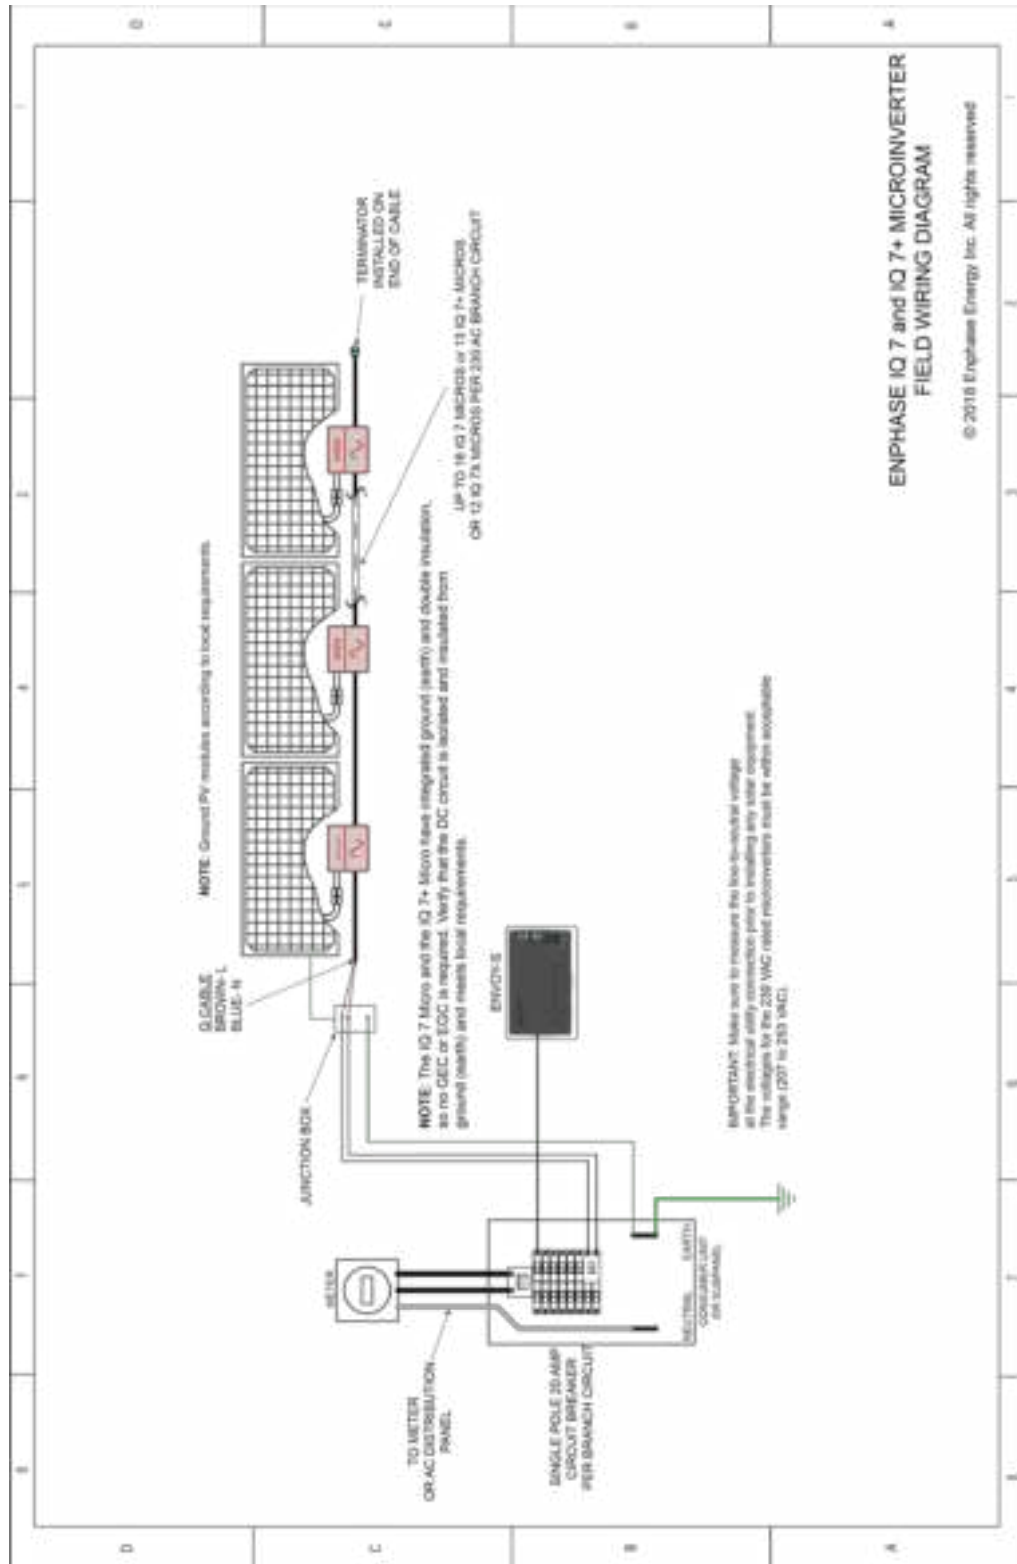 NOTE: Ground PV modules according to local requirements.
Q CABLE
BROWN- L
BLUE- N
TERMINATOR
INSTALLED ON
END OF CABLE
JUNCTION BOX
UP TO 16 IQ 7 MICROS or 13 IQ 7+ MICROS
OR 12 IQ 7X MICROS PER 230 AC BRANCH CIRCUIT
METER
NOTE: The IQ 7 Micro and the IQ 7+ Micro have integrated ground (earth) and double insulation,
so no GEC or EGC is required. Verify that the DC circuit is isolated and insulated from
ground (earth) and meets local requirements.
TO METER
OR AC DISTRIBUTION
PANEL
ENVOY-S
SINGLE POLE 20 AMP
CIRCUIT BREAKER
PER BRANCH CIRCUIT
NEUTRAL
EARTH
CONSUMER UNIT
OR SUBPANEL
IMPORTANT: Make sure to measure the line-to-neutral voltage
at the electrical utility connection prior to installing any solar equipment.
The voltages for the 230 VAC rated microinverters must be within acceptable
range (207 to 253 VAC).
ENPHASE IQ 7 and IQ 7+ MICROINVERTER
FIELD WIRING DIAGRAM
© 2018 Enphase Energy Inc. All rights reserved